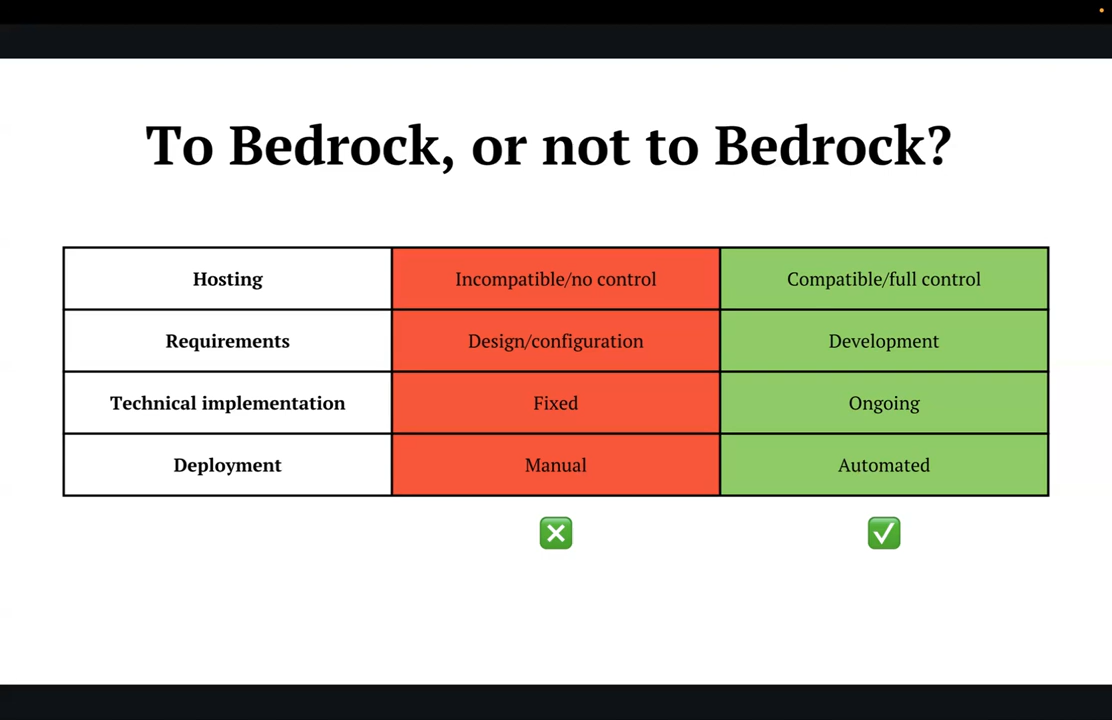 To Bedrock, or not to Bedrock?
Hosting Incompatible/no control Compatible/full control
Requirements Design/configuration Development
Technical implementation Fixed Ongoing
Deployment Manual Automated